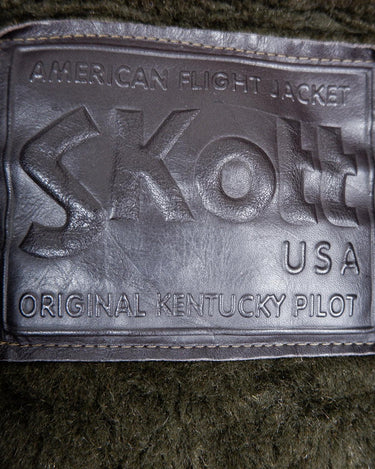 AMERICAN FLIGHT JACKET
SKott
USA
ORIGINAL KENTUCKY PILOT